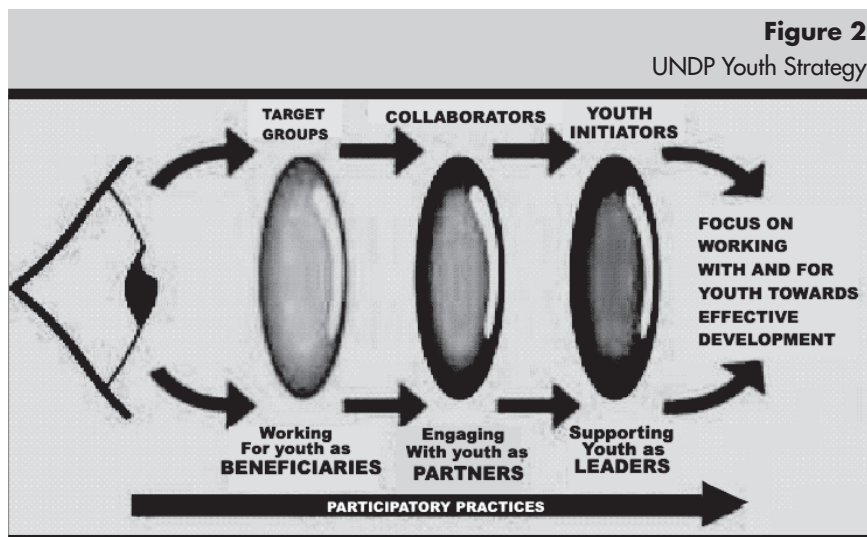 Figure 2
UNDP Youth Strategy
TARGET
GROUPS
COLLABORATORS
YOUTH
INITIATORS
FOCUS ON
WORKING
WITH AND FOR
YOUTH TOWARDS
EFFECTIVE
DEVELOPMENT
Working
For youth as
BENEFICIARIES
Engaging
With youth as
PARTNERS
Supporting
Youth as
LEADERS
PARTICIPATORY PRACTICES